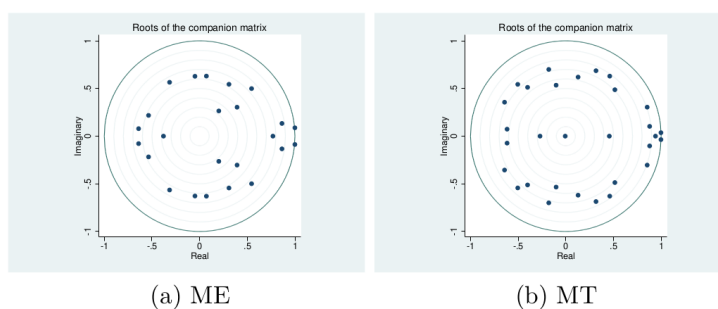 Roots of the companion matrix
1
.5
0
-.5
-1
Imaginary
-1 -.5 0 .5 1
Real
(a) ME
Roots of the companion matrix
1
.5
0
-.5
-1
Imaginary
-1 -.5 0 .5 1
Real
(b) MT